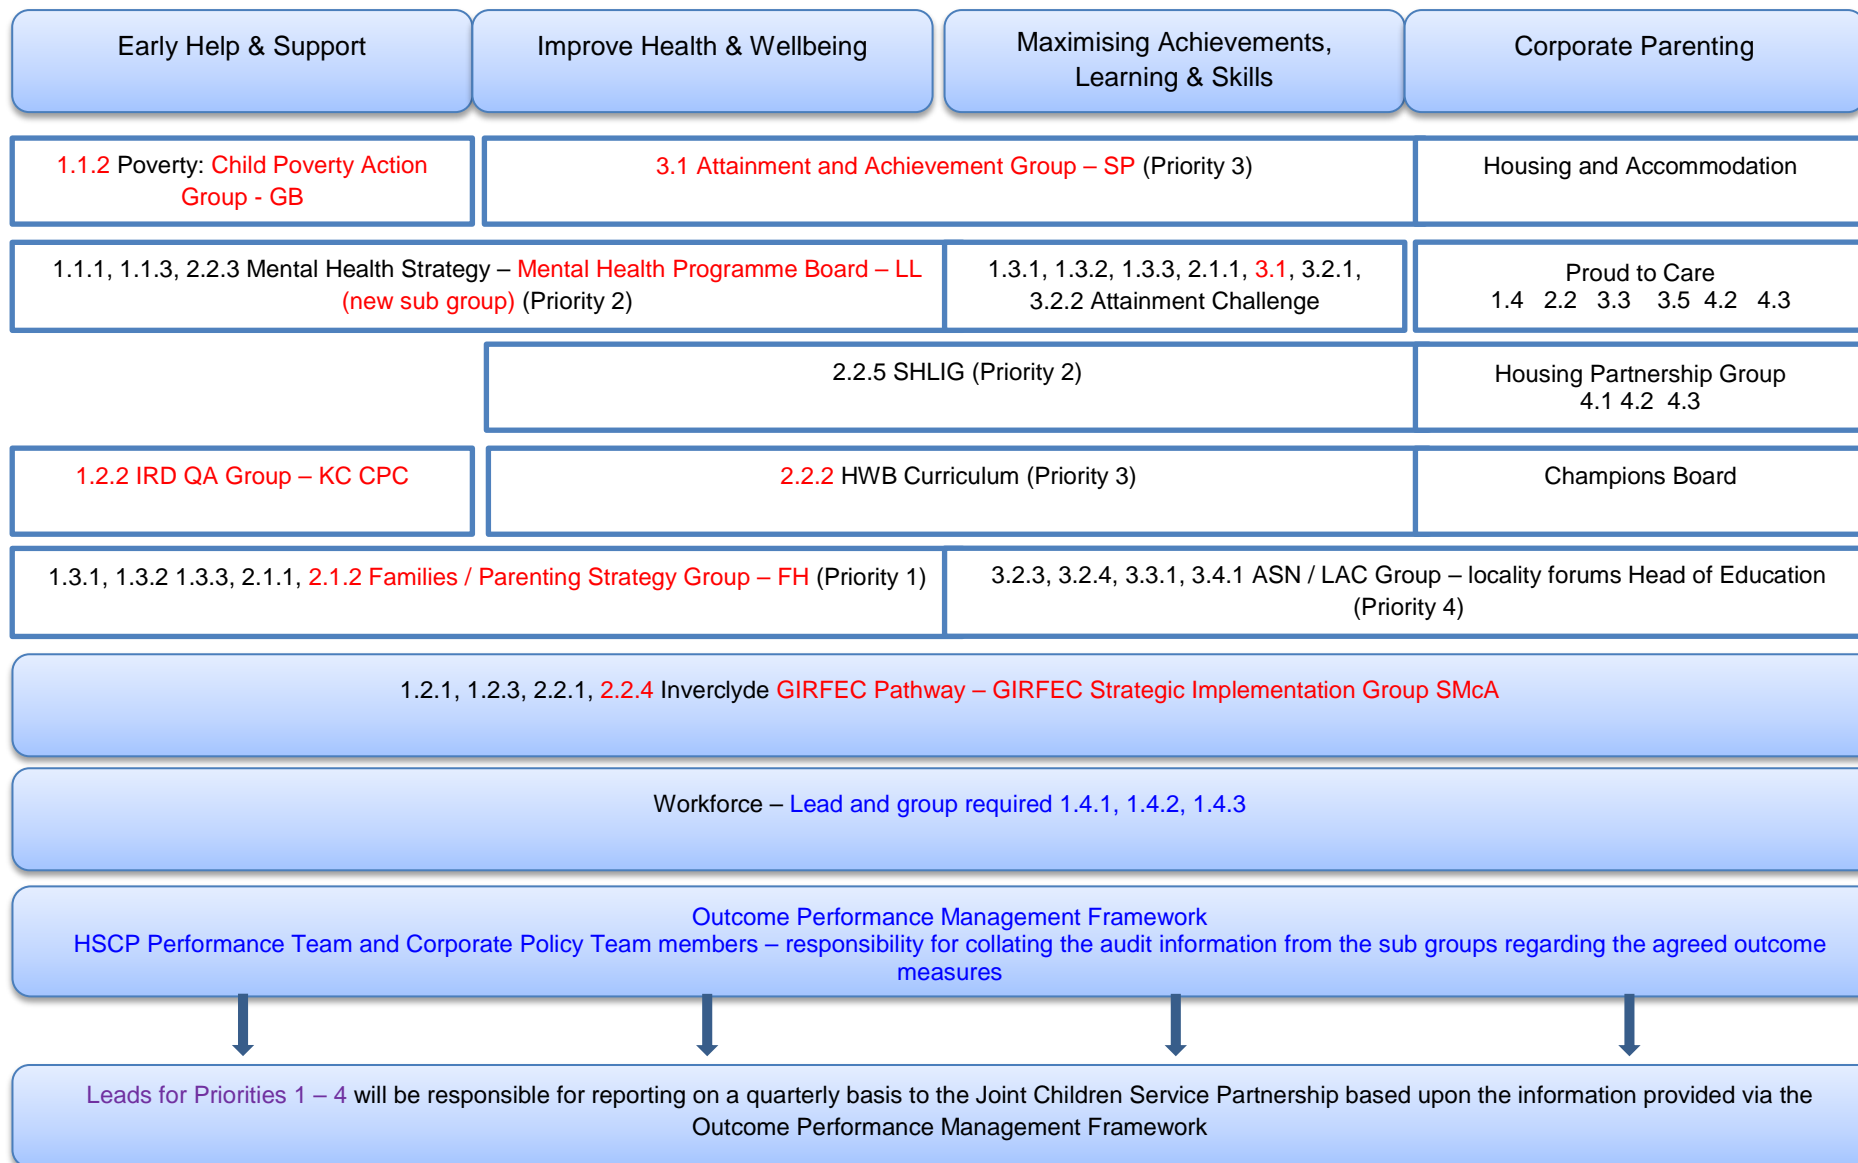 Early Help & Support
Improve Health & Wellbeing
Maximising Achievements,
Learning & Skills
Corporate Parenting
1.1.2 Poverty: Child Poverty Action
Group - GB
3.1 Attainment and Achievement Group – SP (Priority 3)
Housing and Accommodation
1.1.1, 1.1.3, 2.2.3 Mental Health Strategy – Mental Health Programme Board – LL
(new sub group) (Priority 2)
1.3.1, 1.3.2, 1.3.3, 2.1.1, 3.1, 3.2.1,
3.2.2 Attainment Challenge
Proud to Care
1.4 2.2 3.3 3.5 4.2 4.3
2.2.5 SHLIG (Priority 2)
Housing Partnership Group
4.1 4.2 4.3
1.2.2 IRD QA Group – KC CPC
2.2.2 HWB Curriculum (Priority 3)
Champions Board
1.3.1, 1.3.2 1.3.3, 2.1.1, 2.1.2 Families / Parenting Strategy Group – FH (Priority 1)
3.2.3, 3.2.4, 3.3.1, 3.4.1 ASN / LAC Group – locality forums Head of Education
(Priority 4)
1.2.1, 1.2.3, 2.2.1, 2.2.4 Inverclyde GIRFEC Pathway – GIRFEC Strategic Implementation Group SMcA
Workforce – Lead and group required 1.4.1, 1.4.2, 1.4.3
Outcome Performance Management Framework
HSCP Performance Team and Corporate Policy Team members – responsibility for collating the audit information from the sub groups regarding the agreed outcome
measures
Leads for Priorities 1 – 4 will be responsible for reporting on a quarterly basis to the Joint Children Service Partnership based upon the information provided via the
Outcome Performance Management Framework